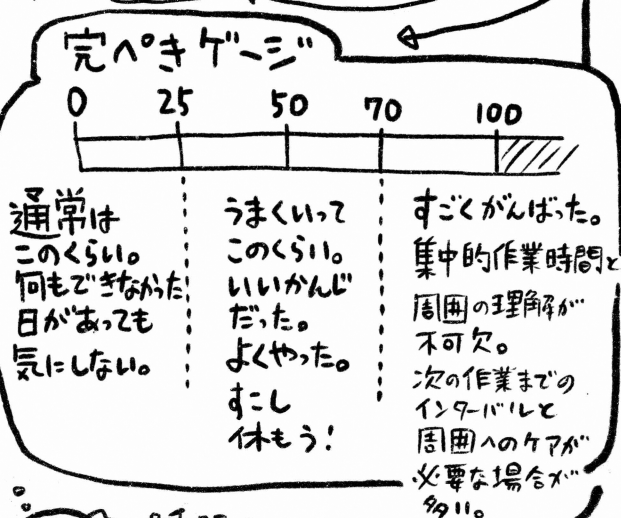 完ぺきゲージ
0 25 50 70 100
通常は
このくらい。
何もできなかった
日があっても
気にしない。
うまくいって
このくらい。
いいかんじ
だった。
よくやった。
すこし
休もう!
すごくがんばった。
集中的作業時間と
周囲の理解が
不可欠。
次の作業までの
インターバルと
周囲へのケアが
必要な場合が
多い。